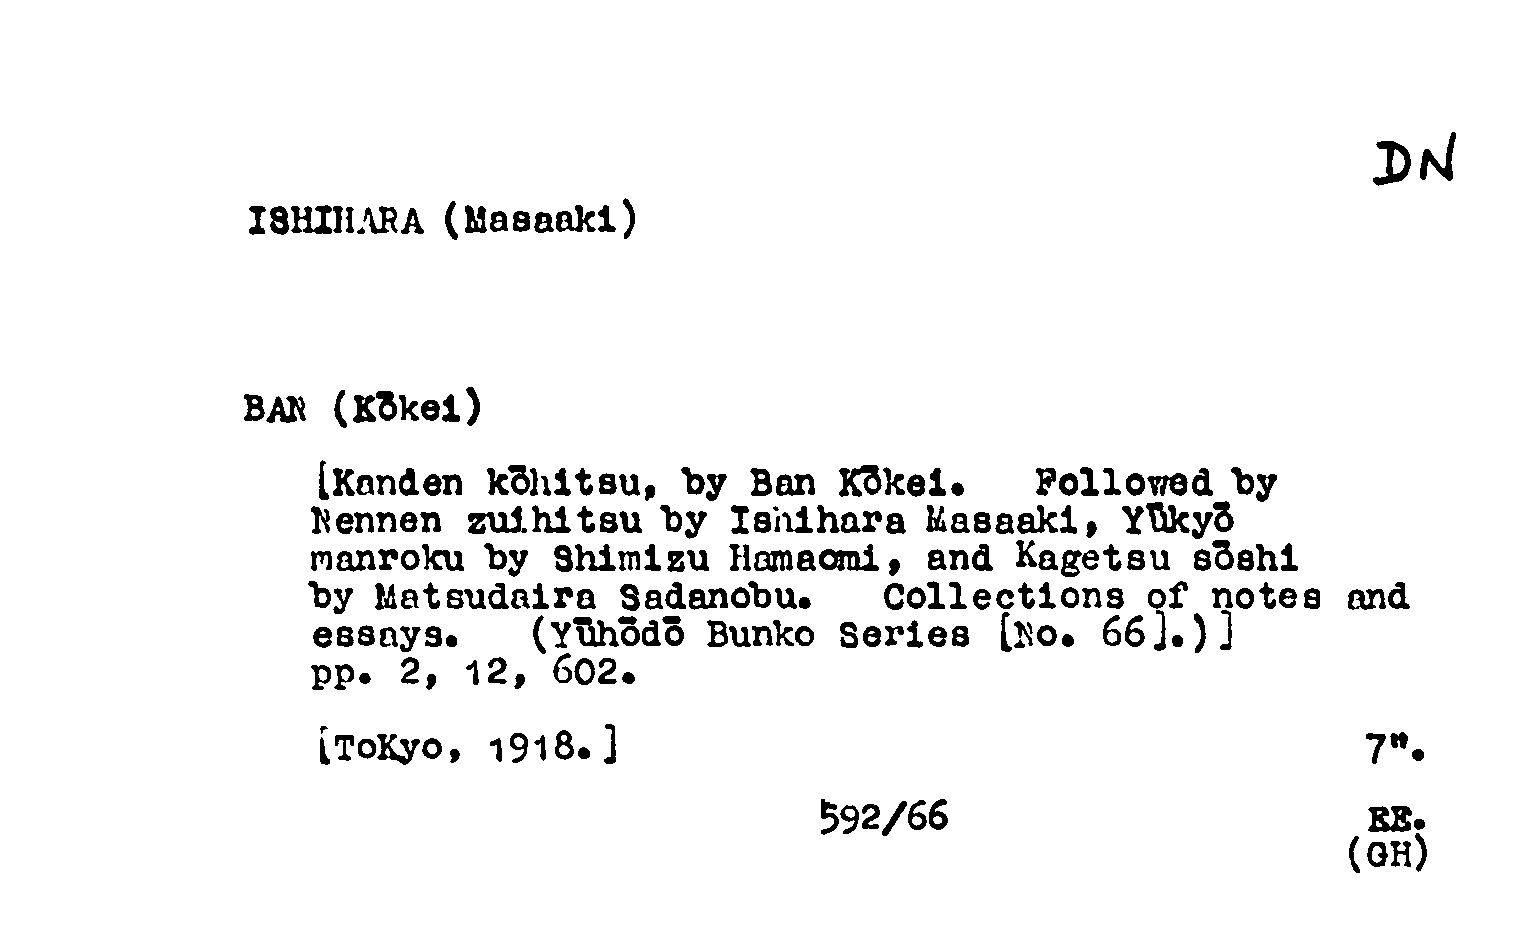 DN
ISHIHARA (Masaaki)
BAN (Kōkei)
[Kanden kōhitsu, by Ban Kōkei. Followed by
Nennen zuihitsu by Ishihara Masaaki, Yūkyō
manroku by Shimizu Hamaomi, and Kagetsu sōshi
by Matsudaira Sadanobu. Collections of notes and
essays. (Yūhōdō Bunko Series [No. 66].)]
pp. 2, 12, 602.
[ToKyo, 1918.] 7".
592/66 EE.
(GH)